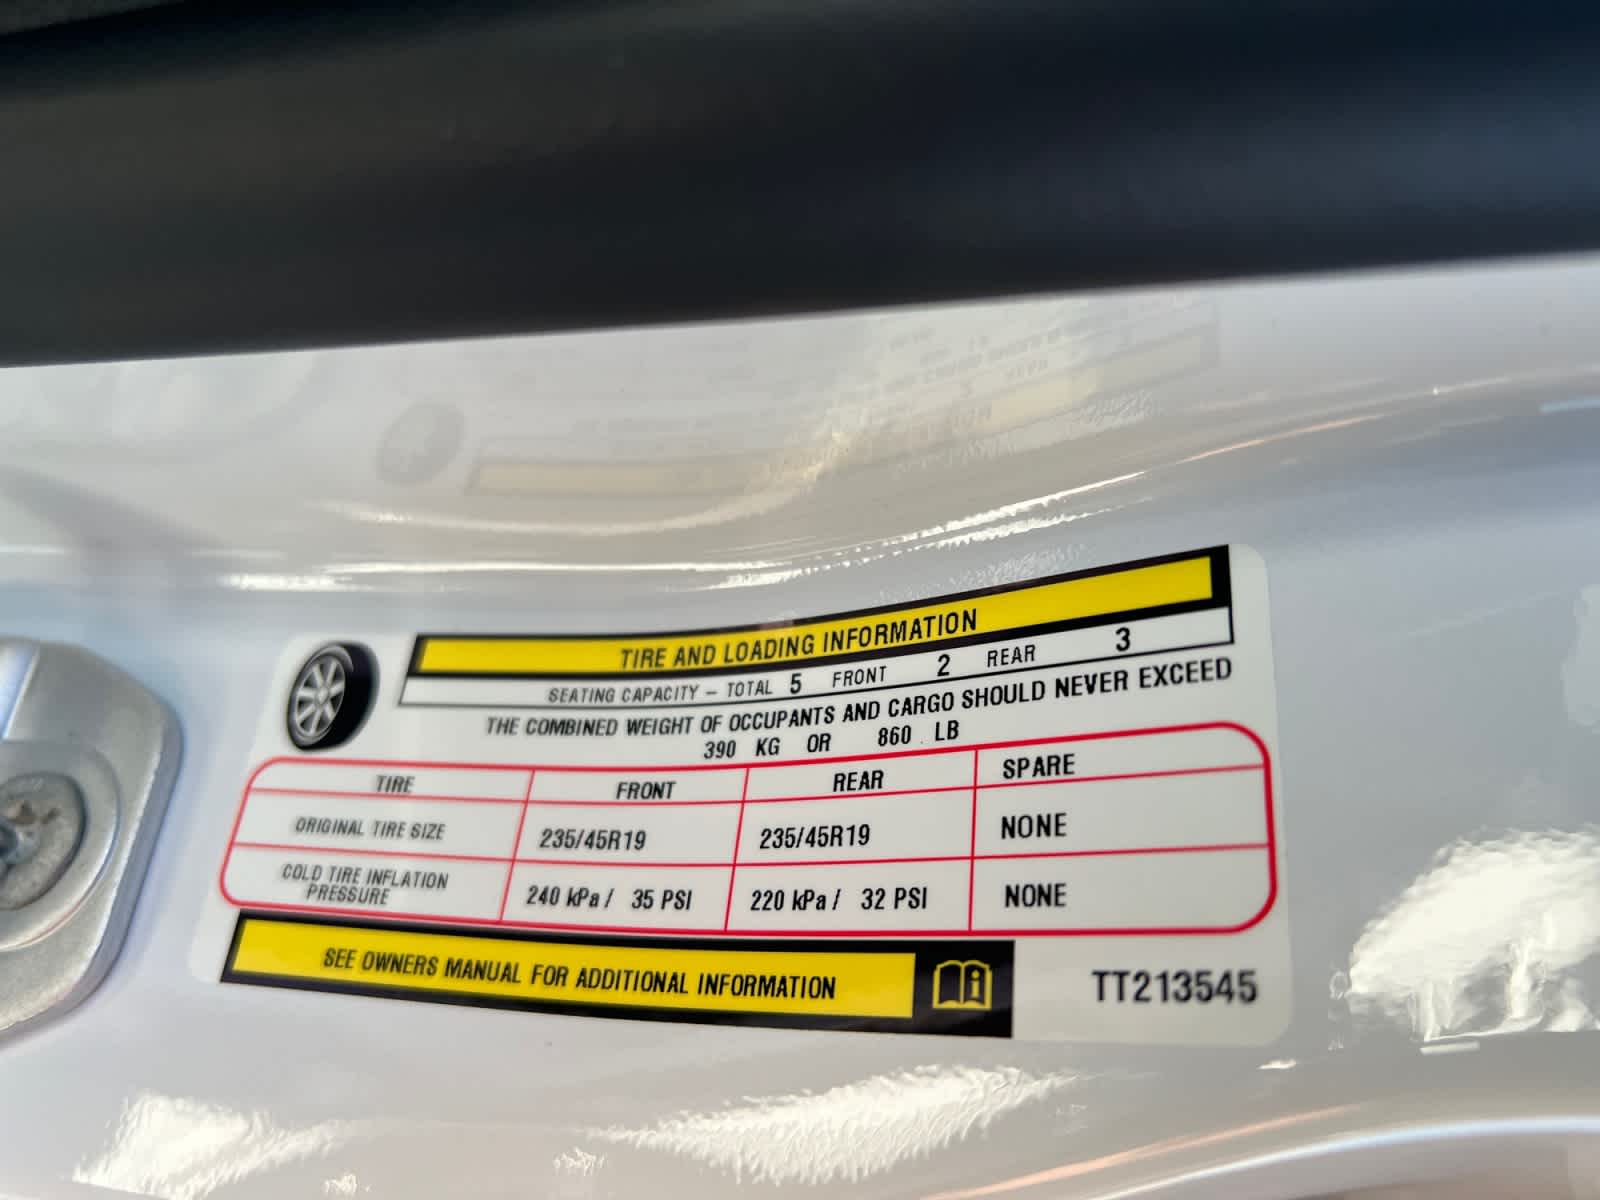 TIRE AND LOADING INFORMATION
SEATING CAPACITY – TOTAL 5 FRONT 2 REAR 3
THE COMBINED WEIGHT OF OCCUPANTS AND CARGO SHOULD NEVER EXCEED
390 KG OR 860 LB
TIRE FRONT REAR SPARE
ORIGINAL TIRE SIZE 235/45R19 235/45R19 NONE
COLD TIRE INFLATION
PRESSURE 240 kPa / 35 PSI 220 kPa / 32 PSI NONE
SEE OWNERS MANUAL FOR ADDITIONAL INFORMATION
TT213545